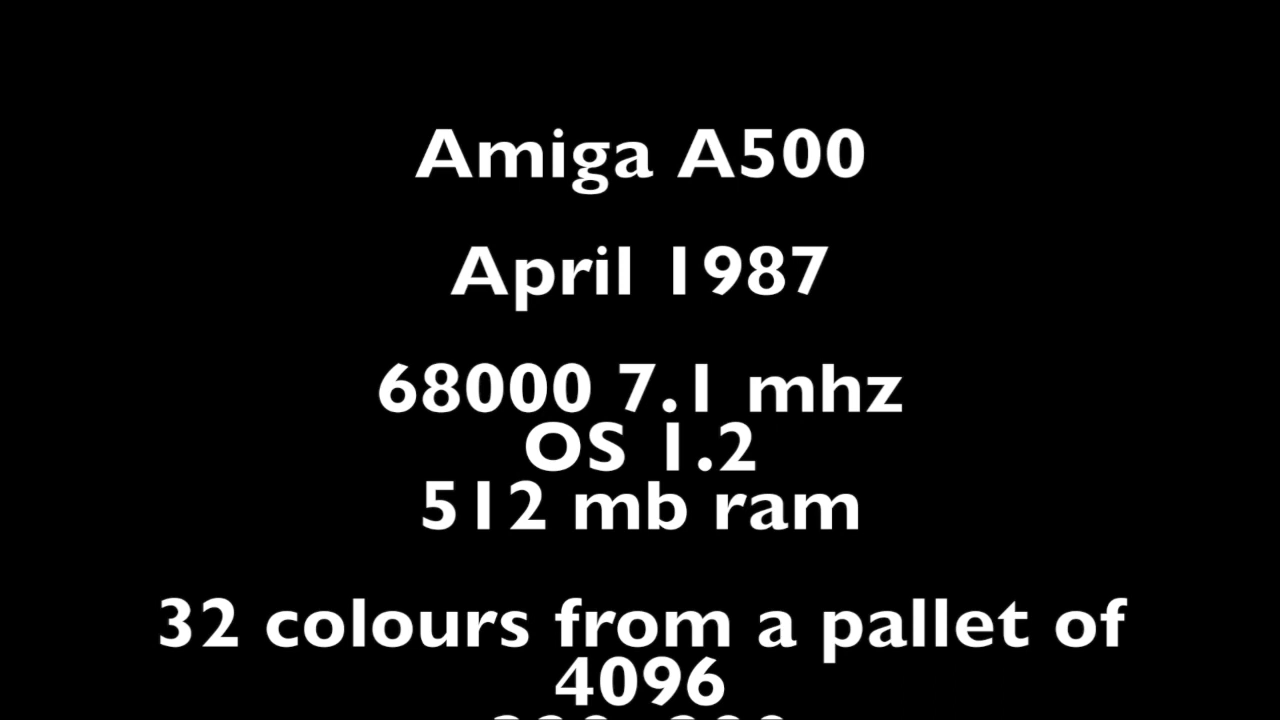 Amiga A500
April 1987
68000 7.1 mhz
OS 1.2
512 mb ram
32 colours from a pallet of
4096